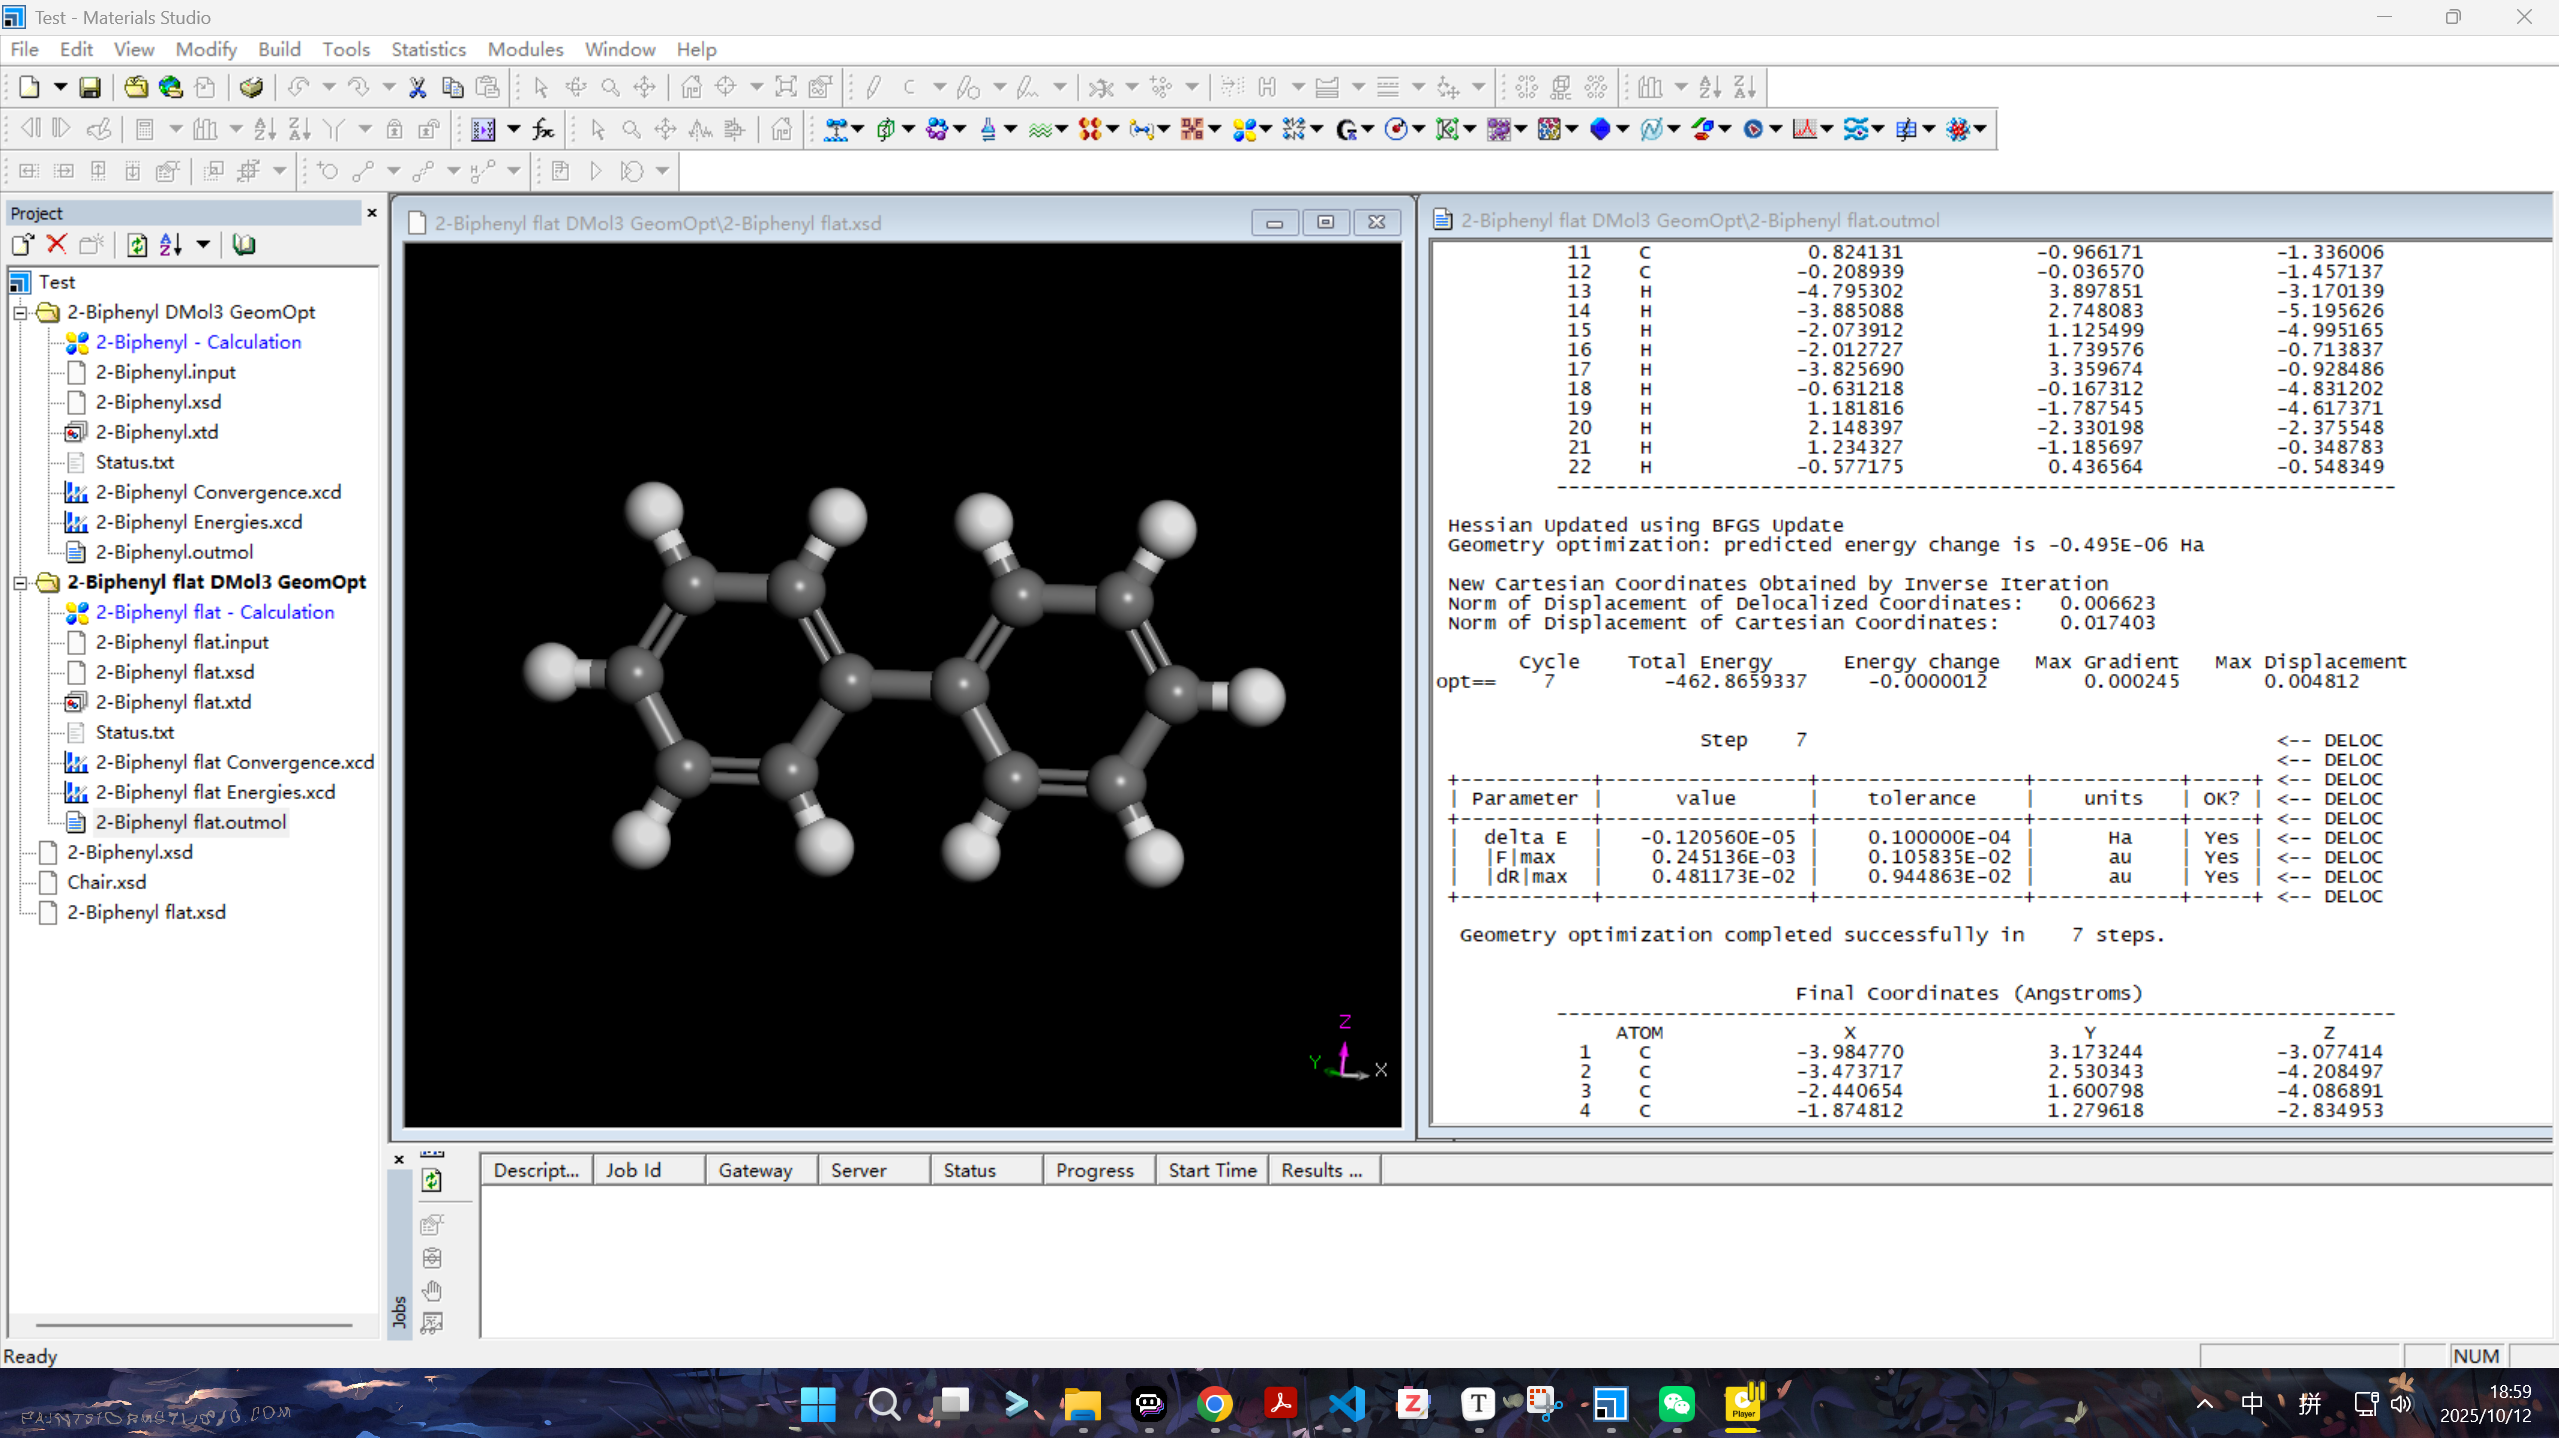 Test - Materials Studio
File Edit View Modify Build Tools Statistics Modules Window Help
Project
Test
2-Biphenyl DMol3 GeomOpt
2-Biphenyl - Calculation
2-Biphenyl.input
2-Biphenyl.xsd
2-Biphenyl.xtd
Status.txt
2-Biphenyl Convergence.xcd
2-Biphenyl Energies.xcd
2-Biphenyl.outmol
2-Biphenyl flat DMol3 GeomOpt
2-Biphenyl flat - Calculation
2-Biphenyl flat.input
2-Biphenyl flat.xsd
2-Biphenyl flat.xtd
Status.txt
2-Biphenyl flat Convergence.xcd
2-Biphenyl flat Energies.xcd
2-Biphenyl flat.outmol
2-Biphenyl.xsd
Chair.xsd
2-Biphenyl flat.xsd
2-Biphenyl flat DMol3 GeomOpt\2-Biphenyl flat.xsd
Z
Y
X
2-Biphenyl flat DMol3 GeomOpt\2-Biphenyl flat.outmol
11 C 0.824131 -0.966171 -1.336006
12 C -0.208939 -0.036570 -1.457137
13 H -4.795302 3.897851 -3.170139
14 H -3.885088 2.748083 -5.195626
15 H -2.073912 1.125499 -4.995165
16 H -2.012727 1.739576 -0.713837
17 H -3.825690 3.359674 -0.928486
18 H -0.631218 -0.167312 -4.831202
19 H 1.181816 -1.787545 -4.617371
20 H 2.148397 -2.330198 -2.375548
21 H 1.234327 -1.185697 -0.348783
22 H -0.577175 0.436564 -0.548349
----------------------------------------------------------------------
Hessian Updated using BFGS Update
Geometry optimization: predicted energy change is -0.495E-06 Ha
New Cartesian Coordinates Obtained by Inverse Iteration
Norm of Displacement of Delocalized Coordinates: 0.006623
Norm of Displacement of Cartesian Coordinates: 0.017403
Cycle Total Energy Energy change Max Gradient Max Displacement
opt== 7 -462.8659337 -0.0000012 0.000245 0.004812
Step 7 <-- DELOC
<-- DELOC
+------------+------------------+------------------+-------------+-----+ <-- DELOC
| Parameter | value | tolerance | units | OK? | <-- DELOC
+------------+------------------+------------------+-------------+-----+ <-- DELOC
| delta E | -0.120560E-05 | 0.100000E-04 | Ha | Yes | <-- DELOC
| |F|max | 0.245136E-03 | 0.105835E-02 | au | Yes | <-- DELOC
| |dR|max | 0.481173E-02 | 0.944863E-02 | au | Yes | <-- DELOC
+------------+------------------+------------------+-------------+-----+ <-- DELOC
Geometry optimization completed successfully in 7 steps.
Final Coordinates (Angstroms)
----------------------------------------------------------------------
ATOM X Y Z
1 C -3.984770 3.173244 -3.077414
2 C -3.473717 2.530343 -4.208497
3 C -2.440654 1.600798 -4.086891
4 C -1.874812 1.279618 -2.834953
Jobs
Descript... Job Id Gateway Server Status Progress Start Time Results ...
Ready
NUM
Player
中 拼
18:59
2025/10/12